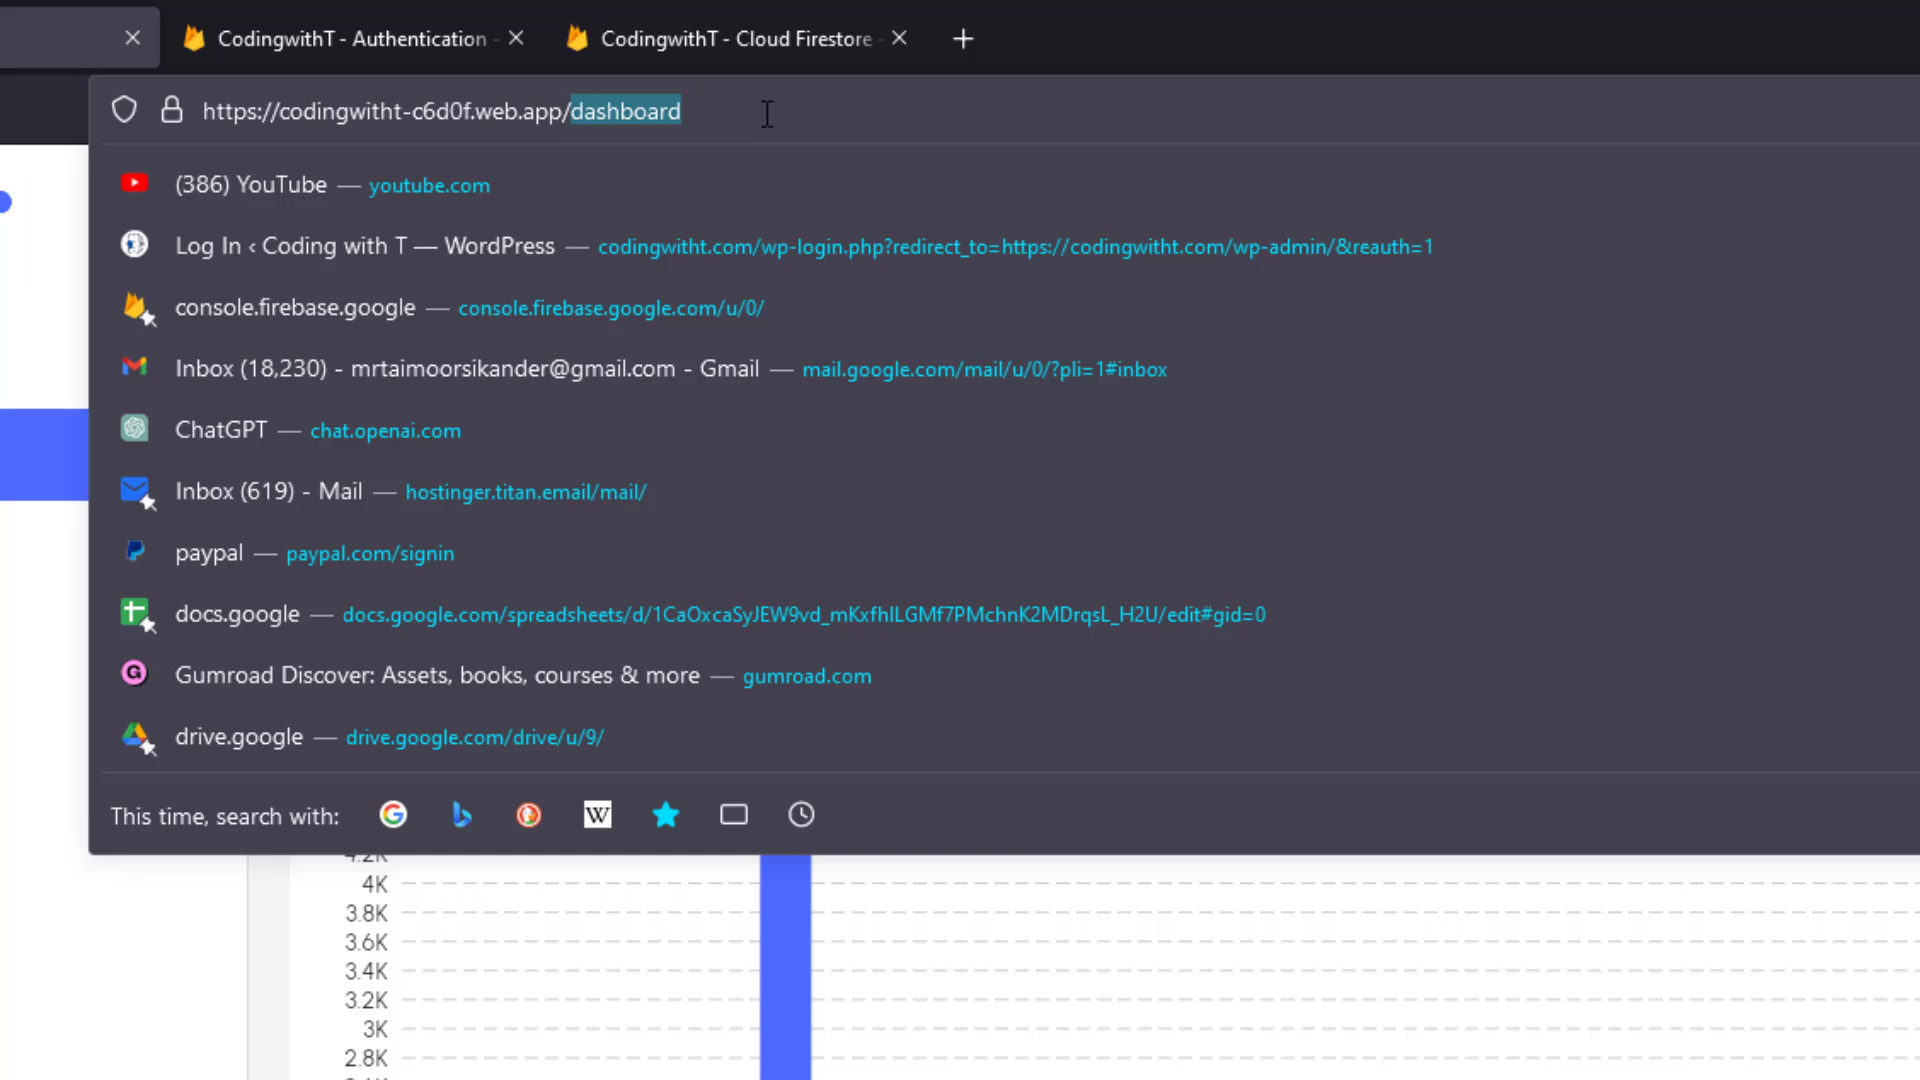 CodingwithT - Authentication -
CodingwithT - Cloud Firestore -
https://codingwitht-c6d0f.web.app/dashboard
(386) YouTube — youtube.com
Log In ‹ Coding with T — WordPress — codingwitht.com/wp-login.php?redirect_to=https://codingwitht.com/wp-admin/&reauth=1
console.firebase.google — console.firebase.google.com/u/0/
Inbox (18,230) - mrtaimoorsikander@gmail.com - Gmail — mail.google.com/mail/u/0/?pli=1#inbox
ChatGPT — chat.openai.com
Inbox (619) - Mail — hostinger.titan.email/mail/
paypal — paypal.com/signin
docs.google — docs.google.com/spreadsheets/d/1CaOxcaSyJEW9vd_mKxfhILGMf7PMchnK2MDrqsL_H2U/edit#gid=0
Gumroad Discover: Assets, books, courses & more — gumroad.com
drive.google — drive.google.com/drive/u/9/
This time, search with:
W
4.2K
4K
3.8K
3.6K
3.4K
3.2K
3K
2.8K